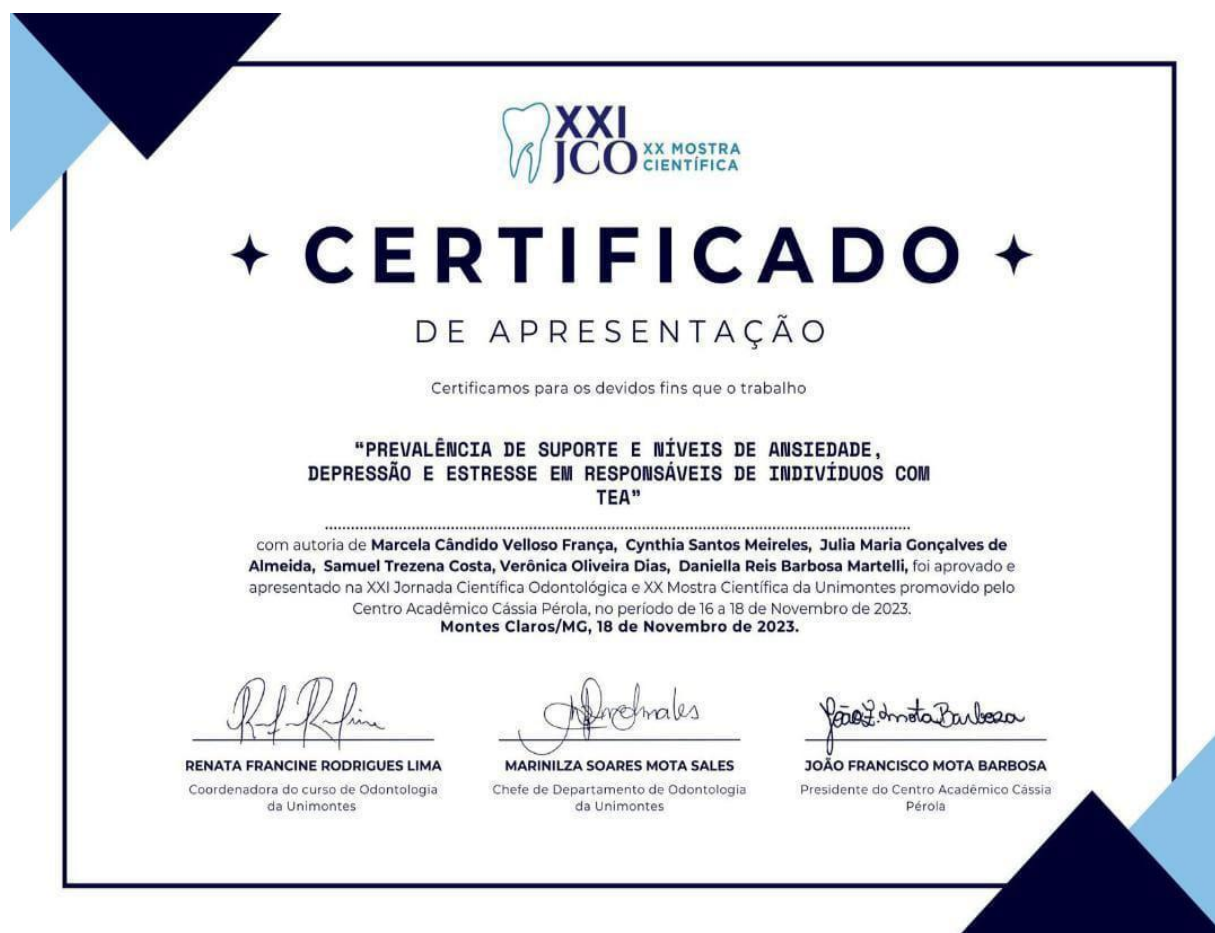 XXI
JCO XX MOSTRA
CIENTÍFICA
CERTIFICADO
DE APRESENTAÇÃO
Certificamos para os devidos fins que o trabalho
“PREVALÊNCIA DE SUPORTE E NÍVEIS DE ANSIEDADE,
DEPRESSÃO E ESTRESSE EM RESPONSÁVEIS DE INDIVÍDUOS COM
TEA”
com autoria de Marcela Cândido Velloso França, Cynthia Santos Meireles, Julia Maria Gonçalves de
Almeida, Samuel Trezena Costa, Verônica Oliveira Dias, Daniella Reis Barbosa Martelli, foi aprovado e
apresentado na XXI Jornada Científica Odontológica e XX Mostra Científica da Unimontes promovido pelo
Centro Acadêmico Cássia Pérola, no período de 16 a 18 de Novembro de 2023.
Montes Claros/MG, 18 de Novembro de 2023.
RENATA FRANCINE RODRIGUES LIMA
Coordenadora do curso de Odontologia
da Unimontes
MARINILZA SOARES MOTA SALES
Chefe de Departamento de Odontologia
da Unimontes
JOÃO FRANCISCO MOTA BARBOSA
Presidente do Centro Acadêmico Cássia
Pérola